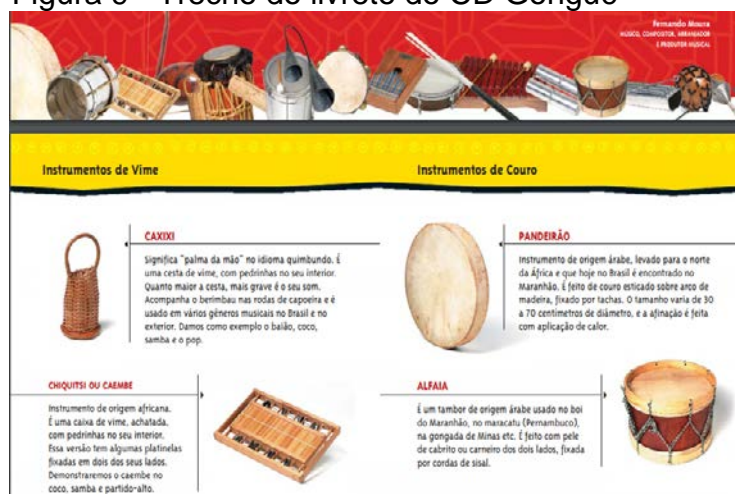 Figura 3 - Trecho do livreto do CD Gonguê
Fernando Moura
MÚSICO, COMPOSITOR, ARRANJADOR
E PRODUTOR MUSICAL
Instrumentos de Vime
CAXIXI
Significa "palma da mão" no idioma quimbundo. É
uma cesta de vime, com pedrinhas no seu interior.
Quanto maior a cesta, mais grave é o seu som.
Acompanha o berimbau nas rodas de capoeira e é
usado em vários gêneros musicais no Brasil e no
exterior. Damos como exemplo o baião, coco,
samba e o pop.
CHIQUITSI OU CAEMBE
Instrumento de origem africana.
É uma caixa de vime, achatada,
com pedrinhas no seu interior.
Essa versão tem algumas platinelas
fixadas em dois dos seus lados.
Demonstraremos o caembe no
coco, samba e partido-alto.
Instrumentos de Couro
PANDEIRÃO
Instrumento de origem árabe, levado para o norte
da África e que hoje no Brasil é encontrado no
Maranhão. É feito de couro esticado sobre arco de
madeira, fixado por tachas. O tamanho varia de 30
a 70 centímetros de diâmetro, e a afinação é feita
com aplicação de calor.
ALFAIA
É um tambor de origem árabe usado no boi
do Maranhão, no maracatu (Pernambuco),
na gongada de Minas etc. É feito com pele
de cabrito ou carneiro dos dois lados, fixada
por cordas de sisal.